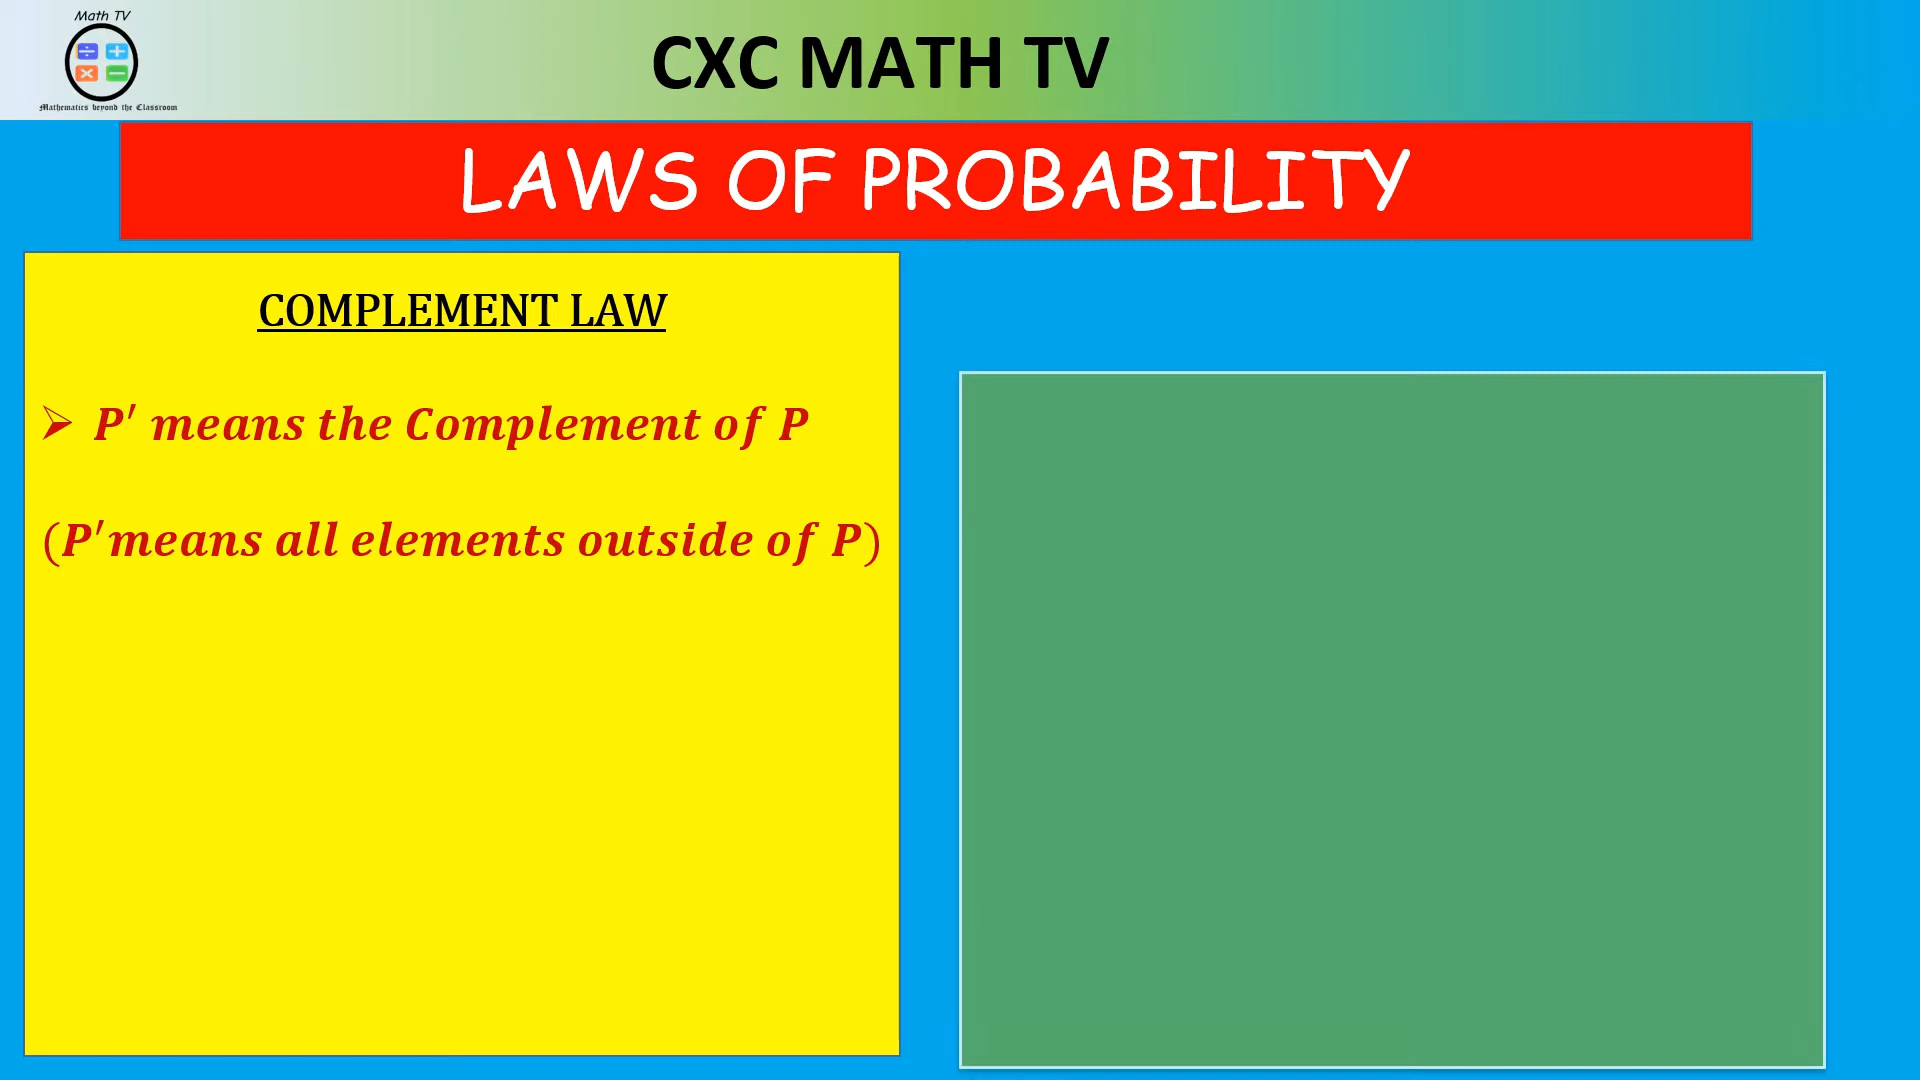 Math TV
Mathematics beyond the Classroom
CXC MATH TV
LAWS OF PROBABILITY
COMPLEMENT LAW
➢ P′ means the Complement of P
(P′means all elements outside of P)